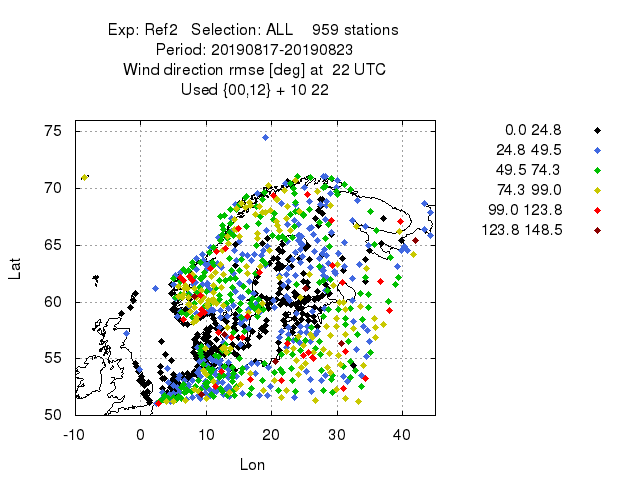 Exp: Ref2 Selection: ALL 959 stations
Period: 20190817-20190823
Wind direction rmse [deg] at 22 UTC
Used {00,12} + 10 22
0.0 24.8
24.8 49.5
49.5 74.3
74.3 99.0
99.0 123.8
123.8 148.5
75
70
65
60
55
50
Lat
-10 0 10 20 30 40
Lon